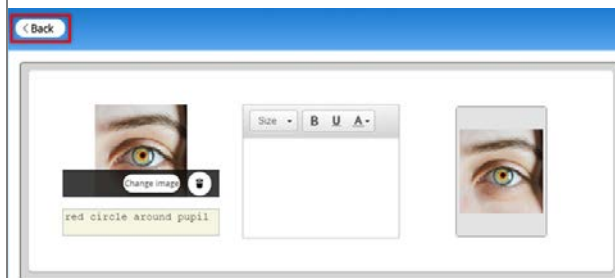 < Back
Size B U A
Change image
red circle around pupil